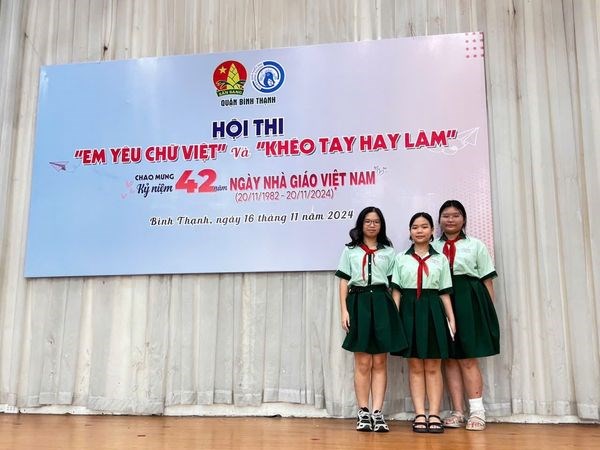 SẴN SÀNG
QUẬN BÌNH THẠNH
HỘI THI
"EM YÊU CHỮ VIỆT" Và "KHÉO TAY HAY LÀM"
CHÀO MỪNG
Kỷ niệm 42 năm NGÀY NHÀ GIÁO VIỆT NAM
(20/11/1982 - 20/11/2024)
Bình Thạnh, ngày 16 tháng 11 năm 2024